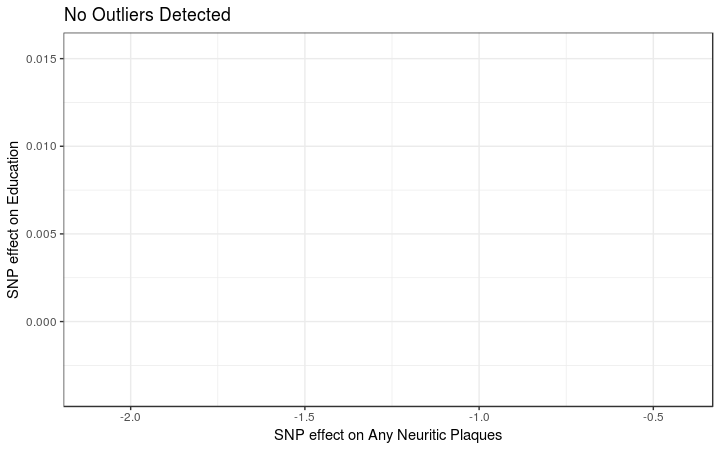 No Outliers Detected
SNP effect on Education
0.015
0.010
0.005
0.000
-2.0 -1.5 -1.0 -0.5
SNP effect on Any Neuritic Plaques